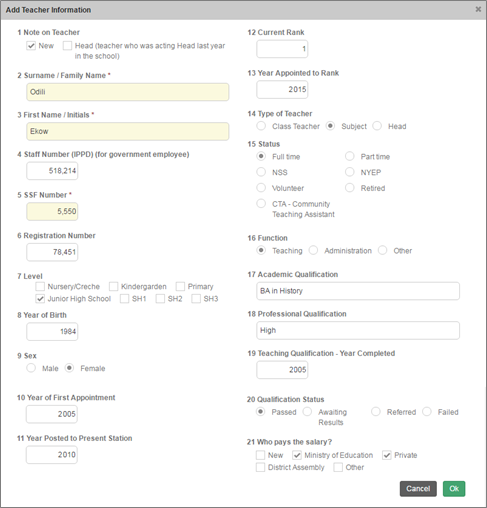 Add Teacher Information
1 Note on Teacher
New Head (teacher who was acting Head last year
in the school)
2 Surname / Family Name *
Odili
3 First Name / Initials *
Ekow
4 Staff Number (IPPD) (for government employee)
518,214
5 SSF Number *
5,550
6 Registration Number
78,451
7 Level
Nursery/Creche Kindergarden Primary
Junior High School SH1 SH2 SH3
8 Year of Birth
1984
9 Sex
Male Female
10 Year of First Appointment
2005
11 Year Posted to Present Station
2010
12 Current Rank
1
13 Year Appointed to Rank
2015
14 Type of Teacher
Class Teacher Subject Head
15 Status
Full time Part time
NSS NYEP
Volunteer Retired
CTA - Community
Teaching Assistant
16 Function
Teaching Administration Other
17 Academic Qualification
BA in History
18 Professional Qualification
High
19 Teaching Qualification - Year Completed
2005
20 Qualification Status
Passed Awaiting Referred Failed
Results
21 Who pays the salary?
New Ministry of Education Private
District Assembly Other
Cancel Ok